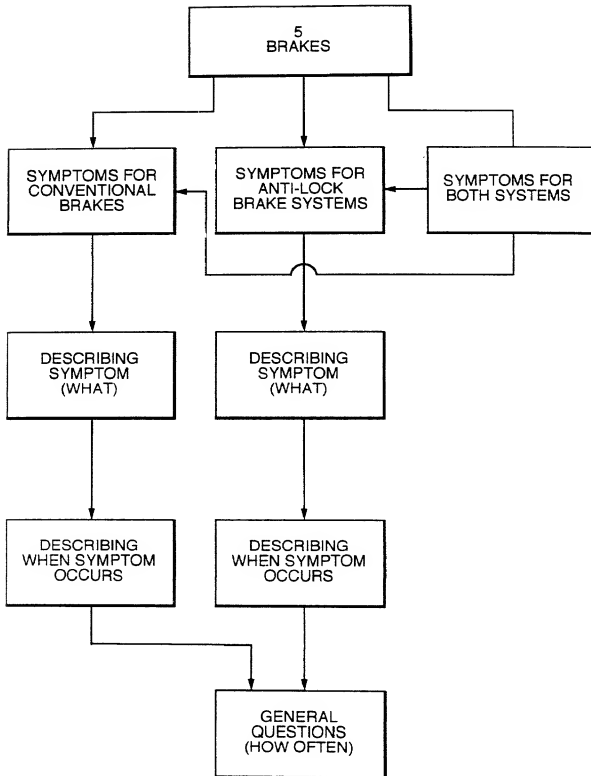 5
BRAKES
SYMPTOMS FOR
CONVENTIONAL
BRAKES
SYMPTOMS FOR
ANTI-LOCK
BRAKE SYSTEMS
SYMPTOMS FOR
BOTH SYSTEMS
DESCRIBING
SYMPTOM
(WHAT)
DESCRIBING
SYMPTOM
(WHAT)
DESCRIBING
WHEN SYMPTOM
OCCURS
DESCRIBING
WHEN SYMPTOM
OCCURS
GENERAL
QUESTIONS
(HOW OFTEN)